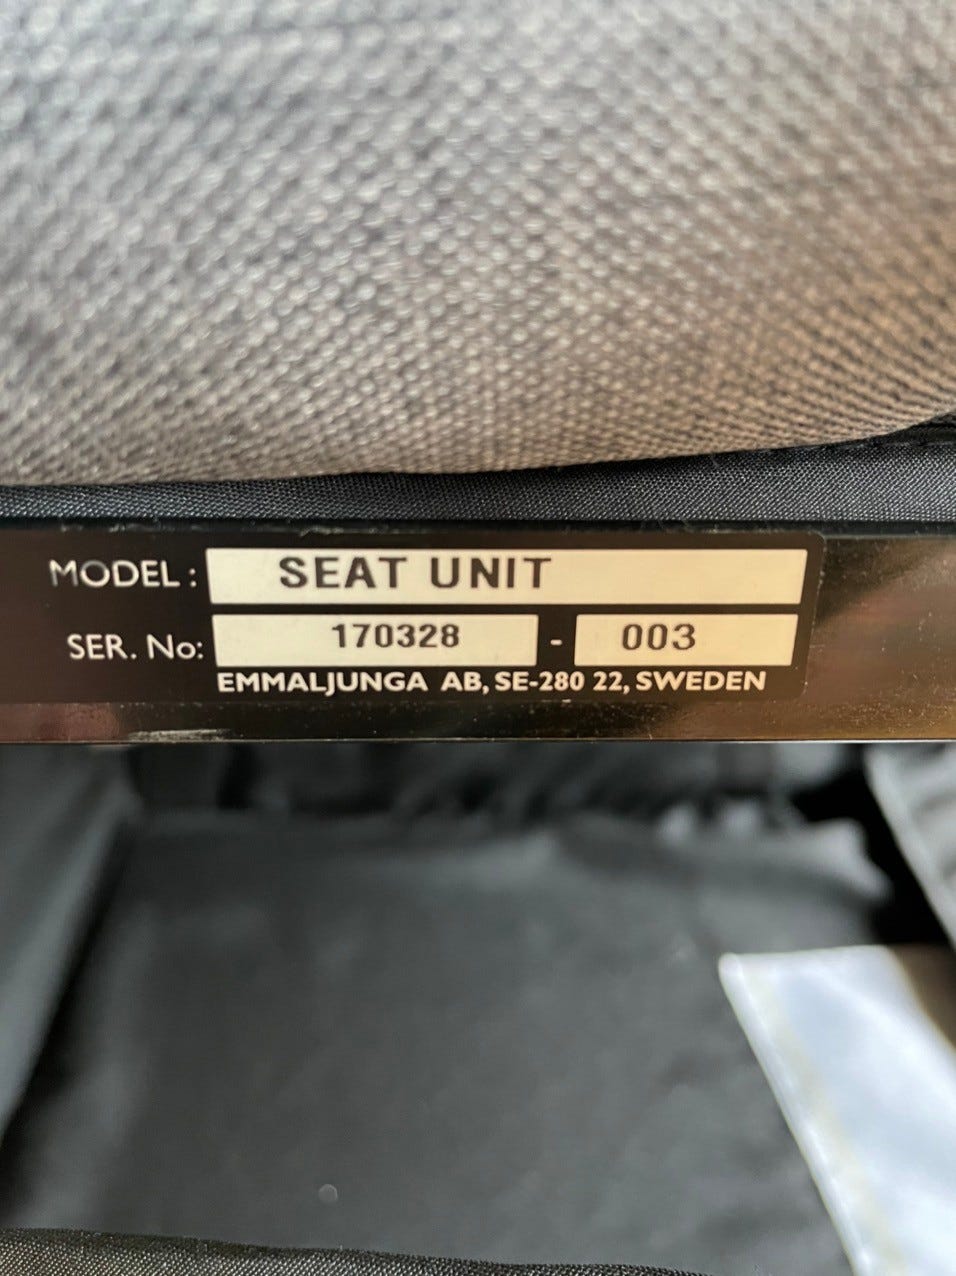 MODEL: SEAT UNIT
SER. No: 170328 - 003
EMMALJUNGA AB, SE-280 22, SWEDEN